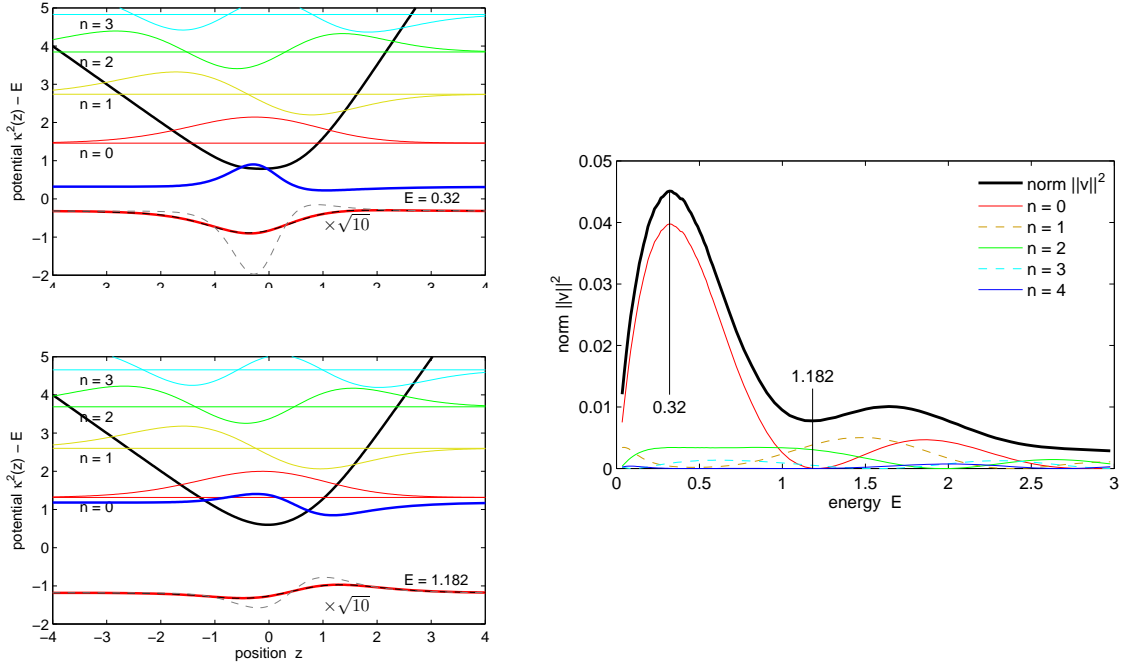 potential κ²(z) − E
5
4
3
2
1
0
−1
−2
n = 3
n = 2
n = 1
n = 0
E = 0.32
×√10
−4 −3 −2 −1 0 1 2 3 4
potential κ²(z) − E
5
4
3
2
1
0
−1
−2
n = 3
n = 2
n = 1
n = 0
E = 1.182
×√10
−4 −3 −2 −1 0 1 2 3 4
position z
norm ||v||²
0.05
0.04
0.03
0.02
0.01
0
norm ||v||²
n = 0
n = 1
n = 2
n = 3
n = 4
1.182
0.32
0 0.5 1 1.5 2 2.5 3
energy E